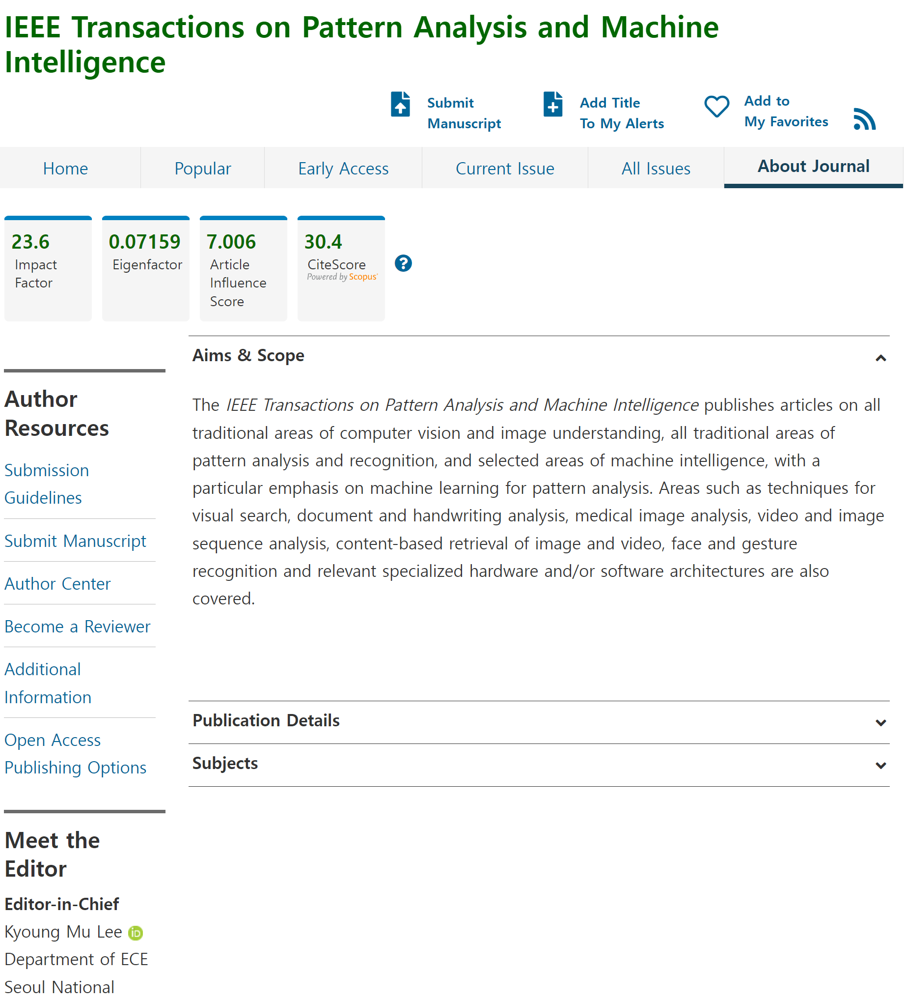 IEEE Transactions on Pattern Analysis and Machine
Intelligence
Submit
Manuscript
Add Title
To My Alerts
Add to
My Favorites
Home
Popular
Early Access
Current Issue
All Issues
About Journal
23.6
Impact
Factor
0.07159
Eigenfactor
7.006
Article
Influence
Score
30.4
CiteScore
Powered by Scopus
?
Author
Resources
Submission
Guidelines
Submit Manuscript
Author Center
Become a Reviewer
Additional
Information
Open Access
Publishing Options
Meet the
Editor
Editor-in-Chief
Kyoung Mu Lee iD
Department of ECE
Seoul National
Aims & Scope
The IEEE Transactions on Pattern Analysis and Machine Intelligence publishes articles on all
traditional areas of computer vision and image understanding, all traditional areas of
pattern analysis and recognition, and selected areas of machine intelligence, with a
particular emphasis on machine learning for pattern analysis. Areas such as techniques for
visual search, document and handwriting analysis, medical image analysis, video and image
sequence analysis, content-based retrieval of image and video, face and gesture
recognition and relevant specialized hardware and/or software architectures are also
covered.
Publication Details
Subjects